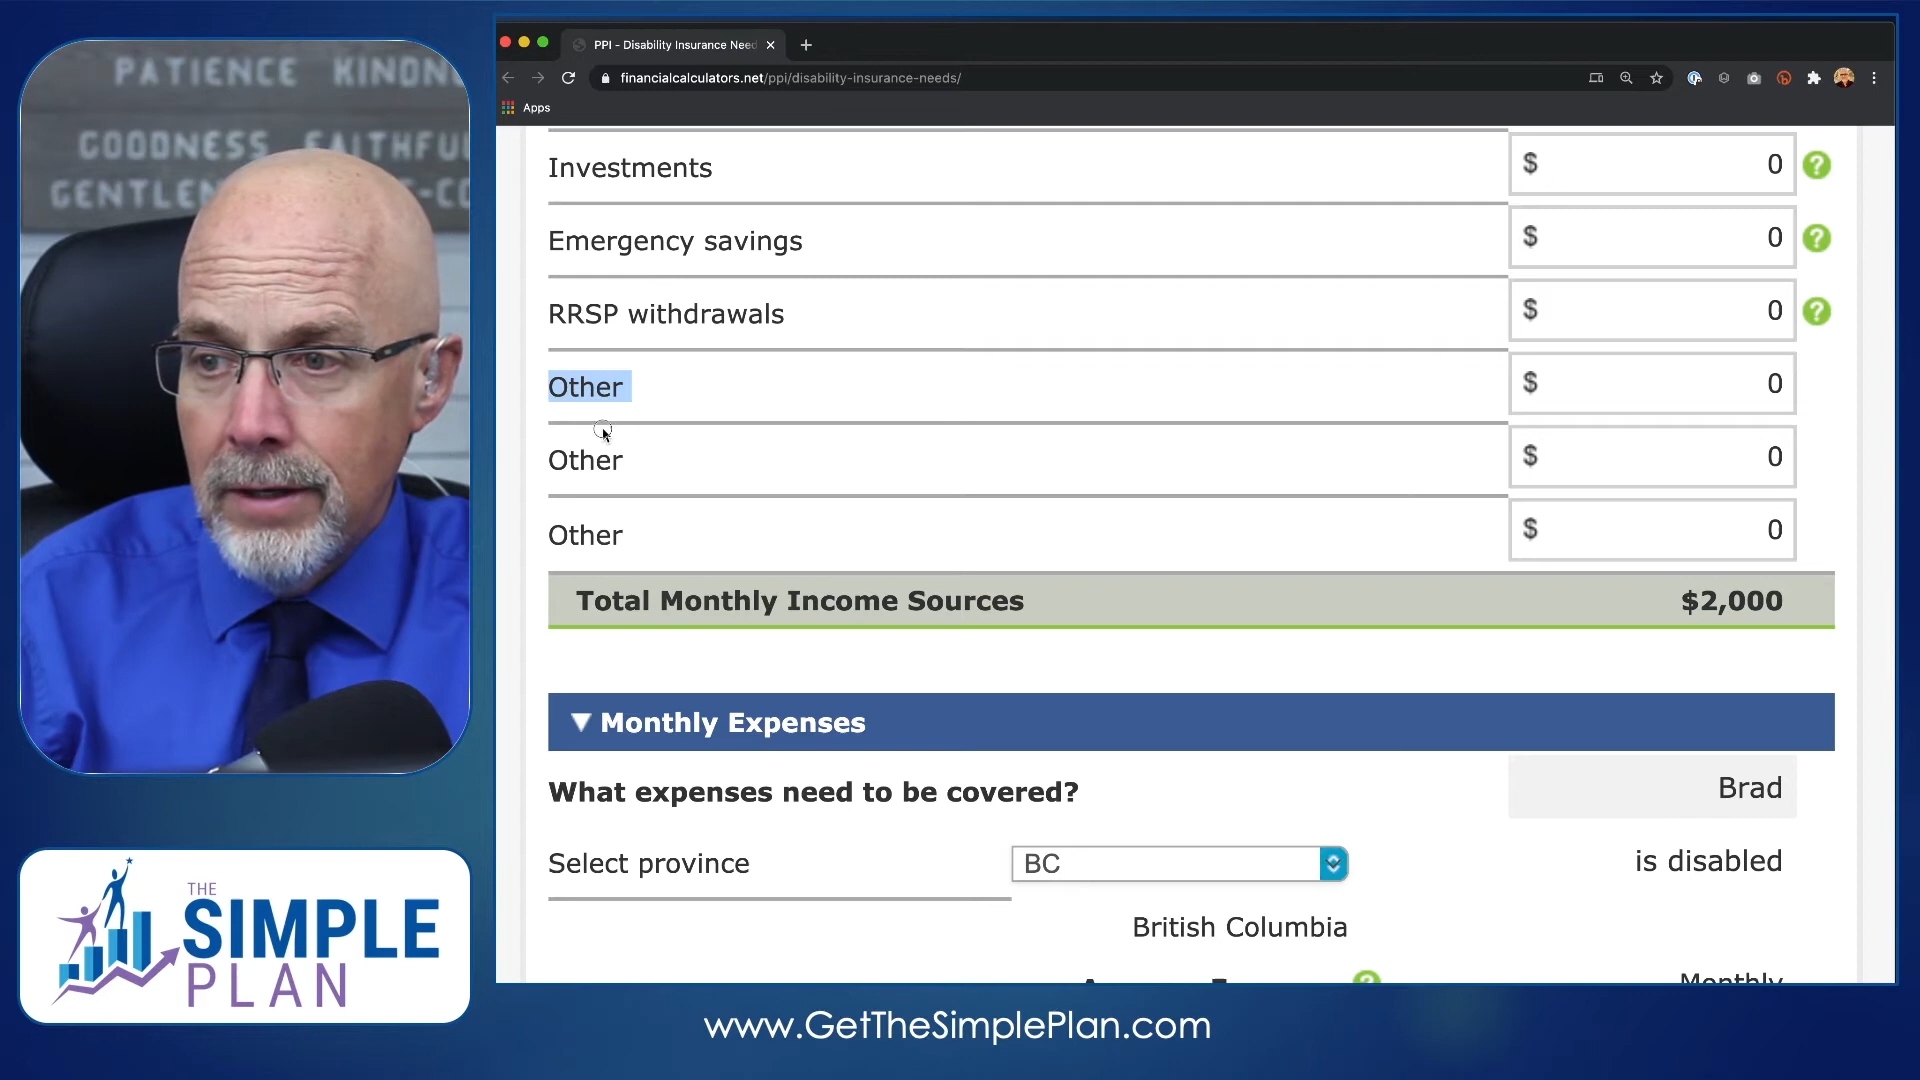 PATIENCE KINDN
GOODNESS FAITHFUL
GENTLE
-CO
PPI - Disability Insurance Need
financialcalculators.net/ppi/disability-insurance-needs/
Apps
Investments $ 0 ?
Emergency savings $ 0 ?
RRSP withdrawals $ 0 ?
Other $ 0
Other $ 0
Other $ 0
Total Monthly Income Sources $2,000
Monthly Expenses
What expenses need to be covered? Brad
Select province BC is disabled
British Columbia
Monthly
THE
SIMPLE
PLAN
www.GetTheSimplePlan.com